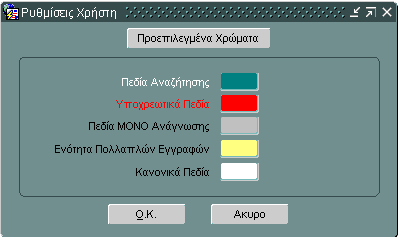 Ρυθμίσεις Χρήστη
Προεπιλεγμένα Χρώματα
Πεδία Αναζήτησης
Υποχρεωτικά Πεδία
Πεδία ΜΟΝΟ Ανάγνωσης
Ενότητα Πολλαπλών Εγγραφών
Κανονικά Πεδία
Ο.Κ.
Ακυρο